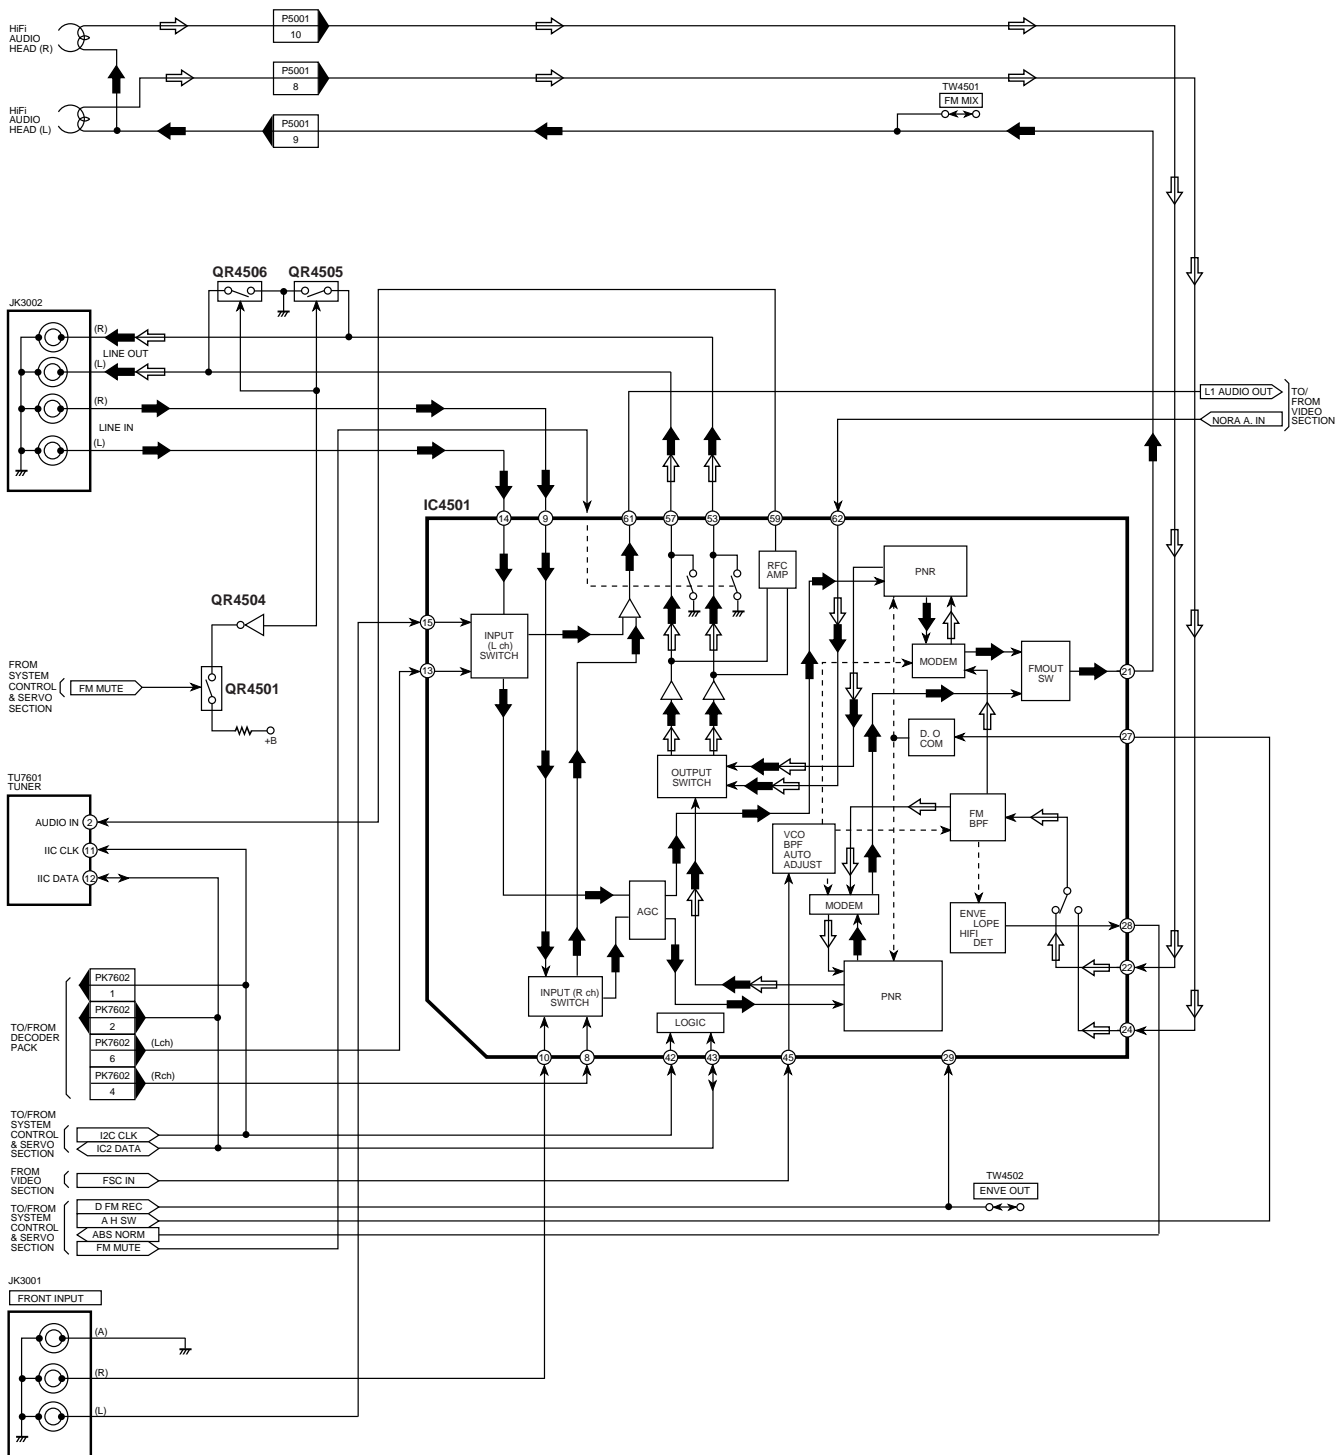 HiFi
AUDIO
HEAD (R)
P5001
10
P5001
8
TW4501
FM MIX
HiFi
AUDIO
HEAD (L)
P5001
9
QR4506
QR4505
JK3002
(R)
LINE OUT
(L)
(R)
LINE IN
(L)
L1 AUDIO OUT
NORA A. IN
TO/
FROM
VIDEO
SECTION
IC4501
14
9
61
57
53
59
62
RFC
AMP
PNR
QR4504
15
INPUT
(L ch)
SWITCH
13
MODEM
FMOUT
SW
21
FROM
SYSTEM
CONTROL
& SERVO
SECTION
FM MUTE
QR4501
+B
D. O
COM
27
OUTPUT
SWITCH
TU7601
TUNER
AUDIO IN
2
IIC CLK
11
IIC DATA
12
VCO
BPF
AUTO
ADJUST
FM
BPF
AGC
MODEM
ENVE
LOPE
HIFI
DET
28
22
24
TO/FROM
DECODER
PACK
PK7602
1
PK7602
2
PK7602
6
(Lch)
PK7602
4
(Rch)
INPUT (R ch)
SWITCH
PNR
LOGIC
10
8
42
43
45
29
TO/FROM
SYSTEM
CONTROL
& SERVO
SECTION
I2C CLK
IC2 DATA
FROM
VIDEO
SECTION
FSC IN
TW4502
ENVE OUT
TO/FROM
SYSTEM
CONTROL
& SERVO
SECTION
D FM REC
A H SW
ABS NORM
FM MUTE
JK3001
FRONT INPUT
(A)
(R)
(L)